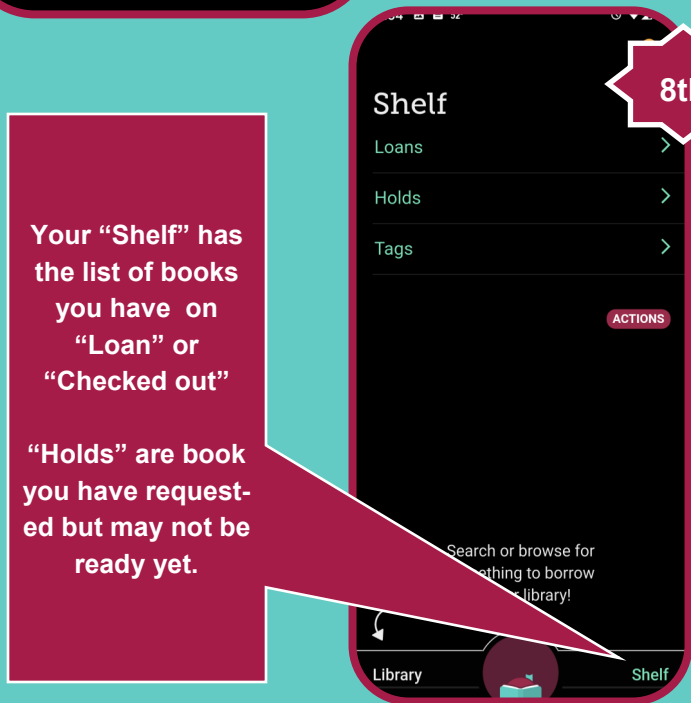 Your “Shelf” has
the list of books
you have on
“Loan” or
“Checked out”
“Holds” are book
you have request-
ed but may not be
ready yet.
Shelf
Loans
Holds
Tags
ACTIONS
Search or browse for
to borrow
library!
Library
Shelf